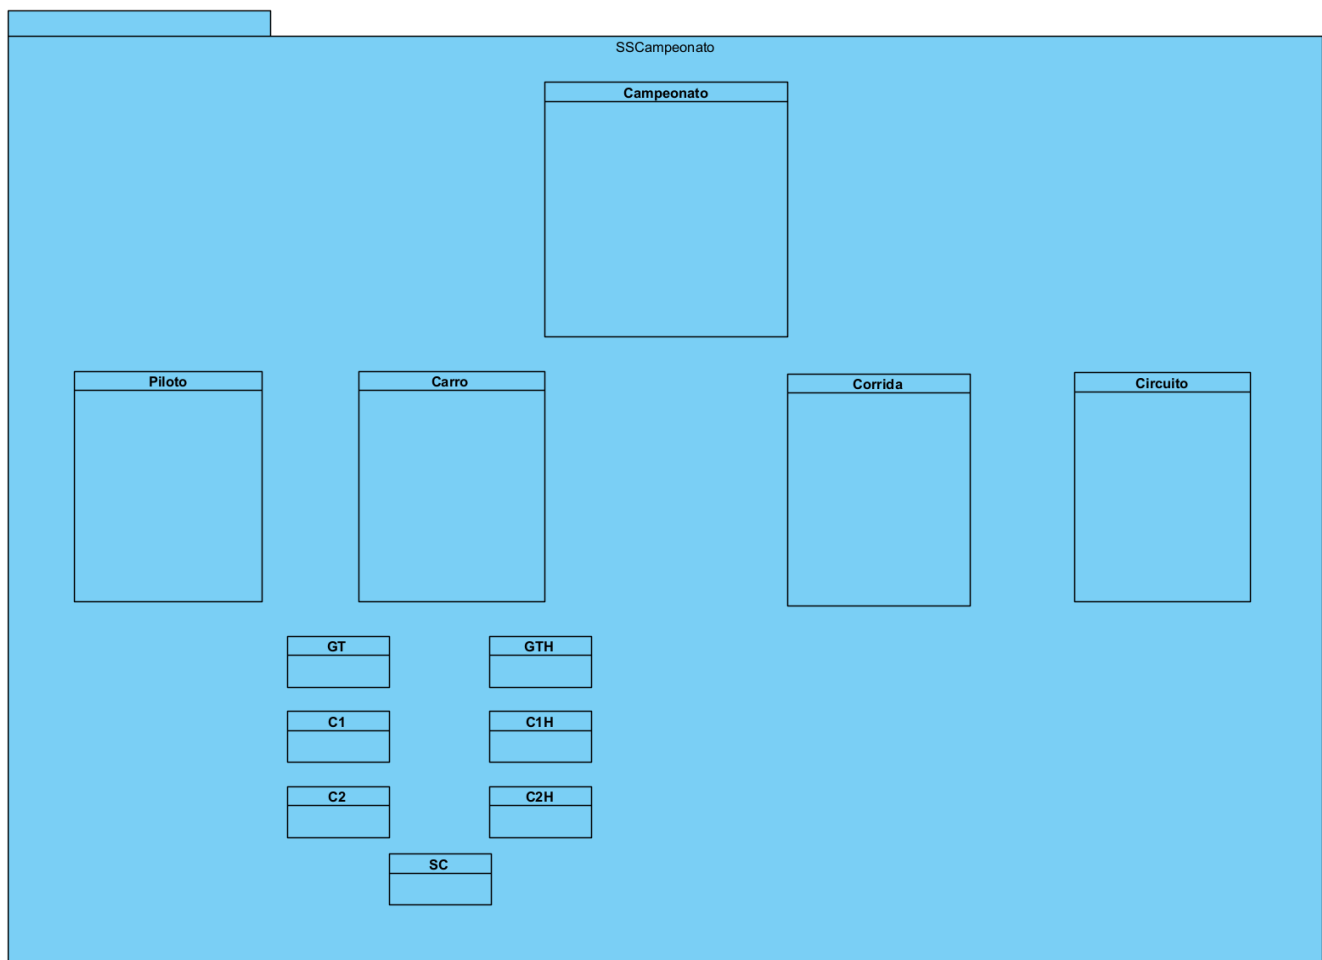 SSCampeonato
Campeonato
Piloto
Carro
Corrida
Circuito
GT
GTH
C1
C1H
C2
C2H
SC